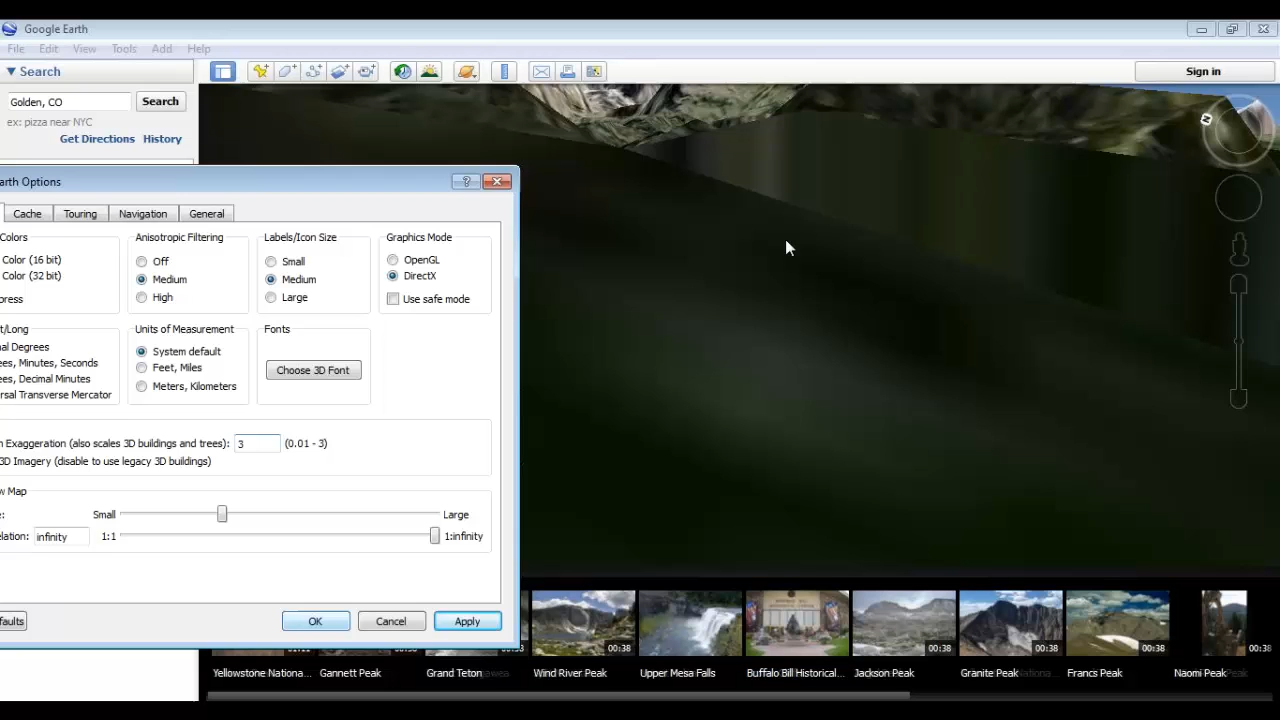 Google Earth
File Edit View Tools Add Help
Search
Sign in
Golden, CO Search
ex: pizza near NYC
Get Directions History
N
arth Options
Cache Touring Navigation General
Colors Anisotropic Filtering Labels/Icon Size Graphics Mode
Color (16 bit) Off Small OpenGL
Color (32 bit) Medium Medium DirectX
press High Large Use safe mode
t/Long Units of Measurement Fonts
al Degrees System default
ees, Minutes, Seconds Feet, Miles Choose 3D Font
ees, Decimal Minutes Meters, Kilometers
rsal Transverse Mercator
n Exaggeration (also scales 3D buildings and trees): 3 (0.01 - 3)
3D Imagery (disable to use legacy 3D buildings)
w Map
e: Small Large
elation: infinity 1:1 1:infinity
faults OK Cancel Apply
00:38 00:38 00:38 00:38 00:38 00:38 00:38
Yellowstone Nationa... Gannett Peak Grand Teton Wind River Peak Upper Mesa Falls Buffalo Bill Historical... Jackson Peak Granite Peak Francs Peak Naomi Peak